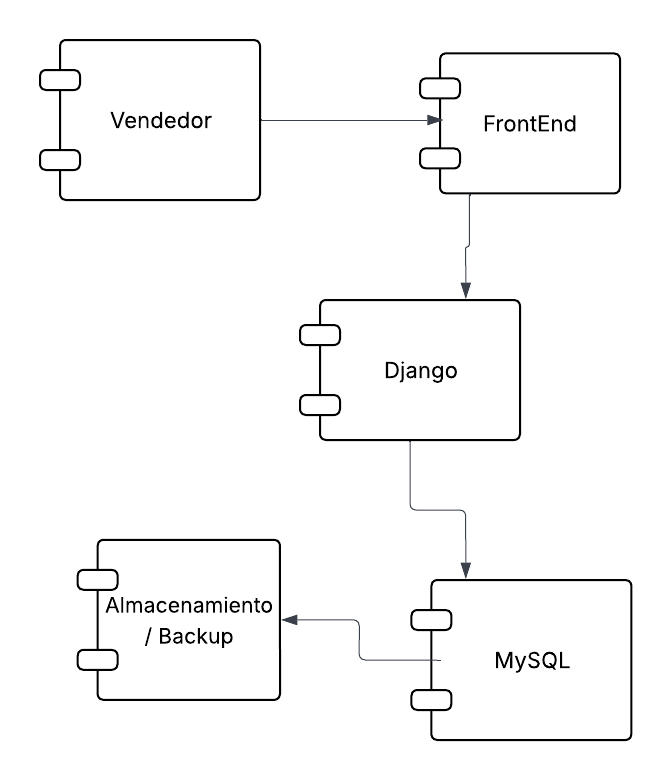 Vendedor
FrontEnd
Django
Almacenamiento
/ Backup
MySQL